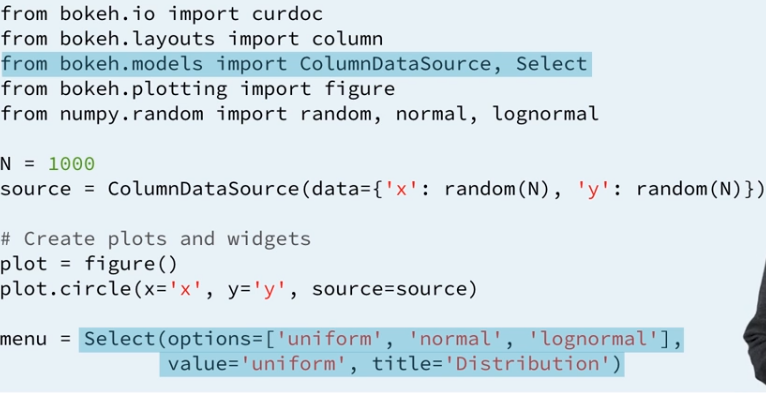 from bokeh.io import curdoc
from bokeh.layouts import column
from bokeh.models import ColumnDataSource, Select
from bokeh.plotting import figure
from numpy.random import random, normal, lognormal
N = 1000
source = ColumnDataSource(data={'x': random(N), 'y': random(N)})
# Create plots and widgets
plot = figure()
plot.circle(x='x', y='y', source=source)
menu = Select(options=['uniform', 'normal', 'lognormal'],
value='uniform', title='Distribution')